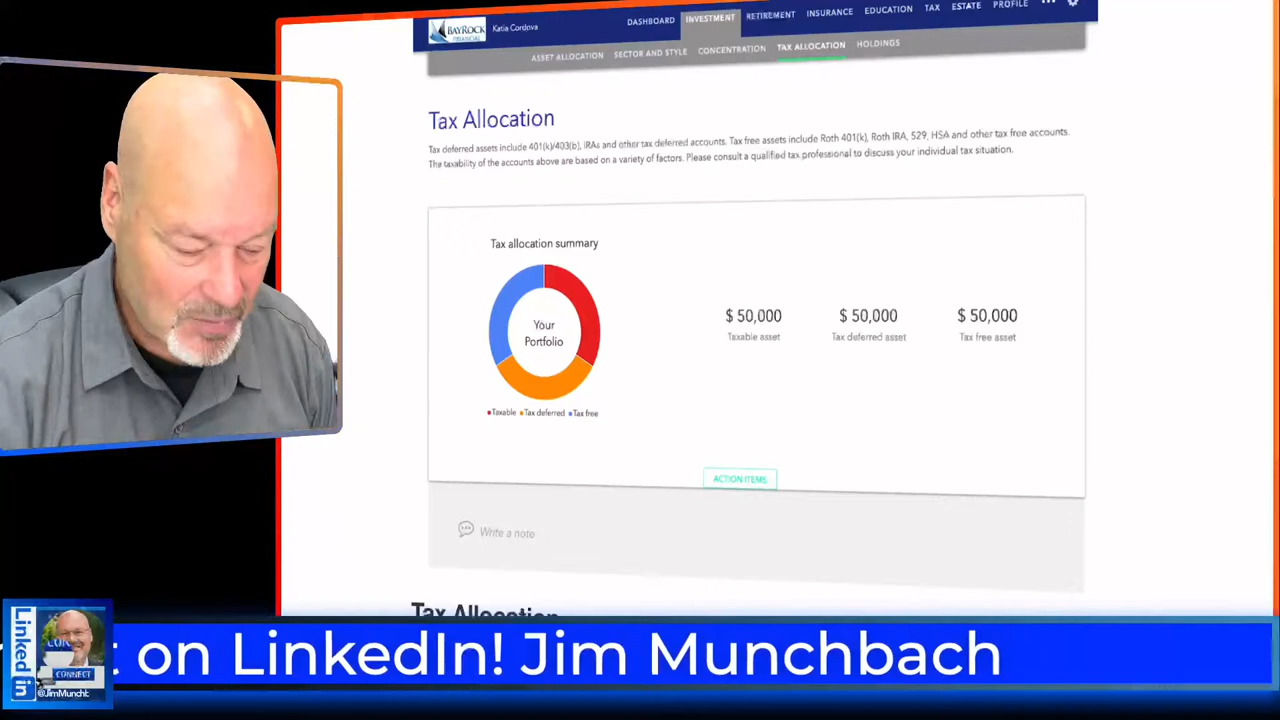 BAYROCK
FINANCIAL
Katia Cordova
DASHBOARD INVESTMENT RETIREMENT INSURANCE EDUCATION TAX ESTATE PROFILE
ASSET ALLOCATION SECTOR AND STYLE CONCENTRATION TAX ALLOCATION HOLDINGS
Tax Allocation
Tax deferred assets include 401(k)/403(b), IRAs and other tax deferred accounts. Tax free assets include Roth 401(k), Roth IRA, 529, HSA and other tax free accounts.
The taxability of the accounts above are based on a variety of factors. Please consult a qualified tax professional to discuss your individual tax situation.
Tax allocation summary
Your
Portfolio
Taxable Tax deferred Tax free
$ 50,000 $ 50,000 $ 50,000
Taxable asset Tax deferred asset Tax free asset
ACTION ITEMS
Write a note
Tax Allocation
on LinkedIn! Jim Munchbach
LinkedIn
CONNECT
@JimMuncht